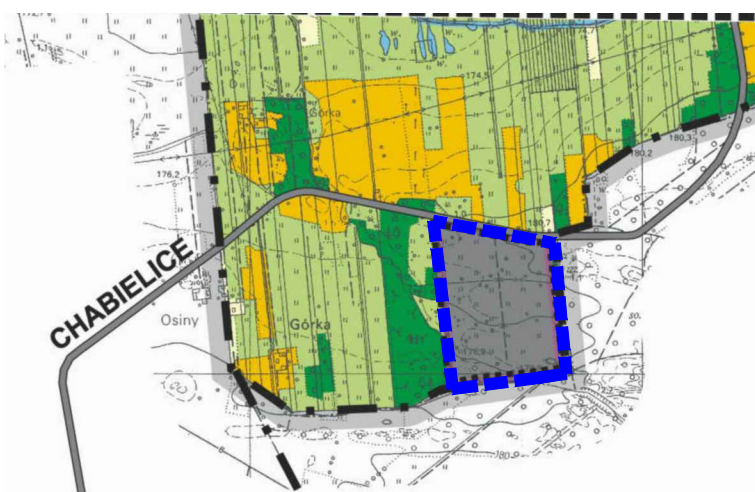 W.
W.
174,5
Górka
180,3
180,2
176,2
180,7
CHABIELICE
Osiny
Górka